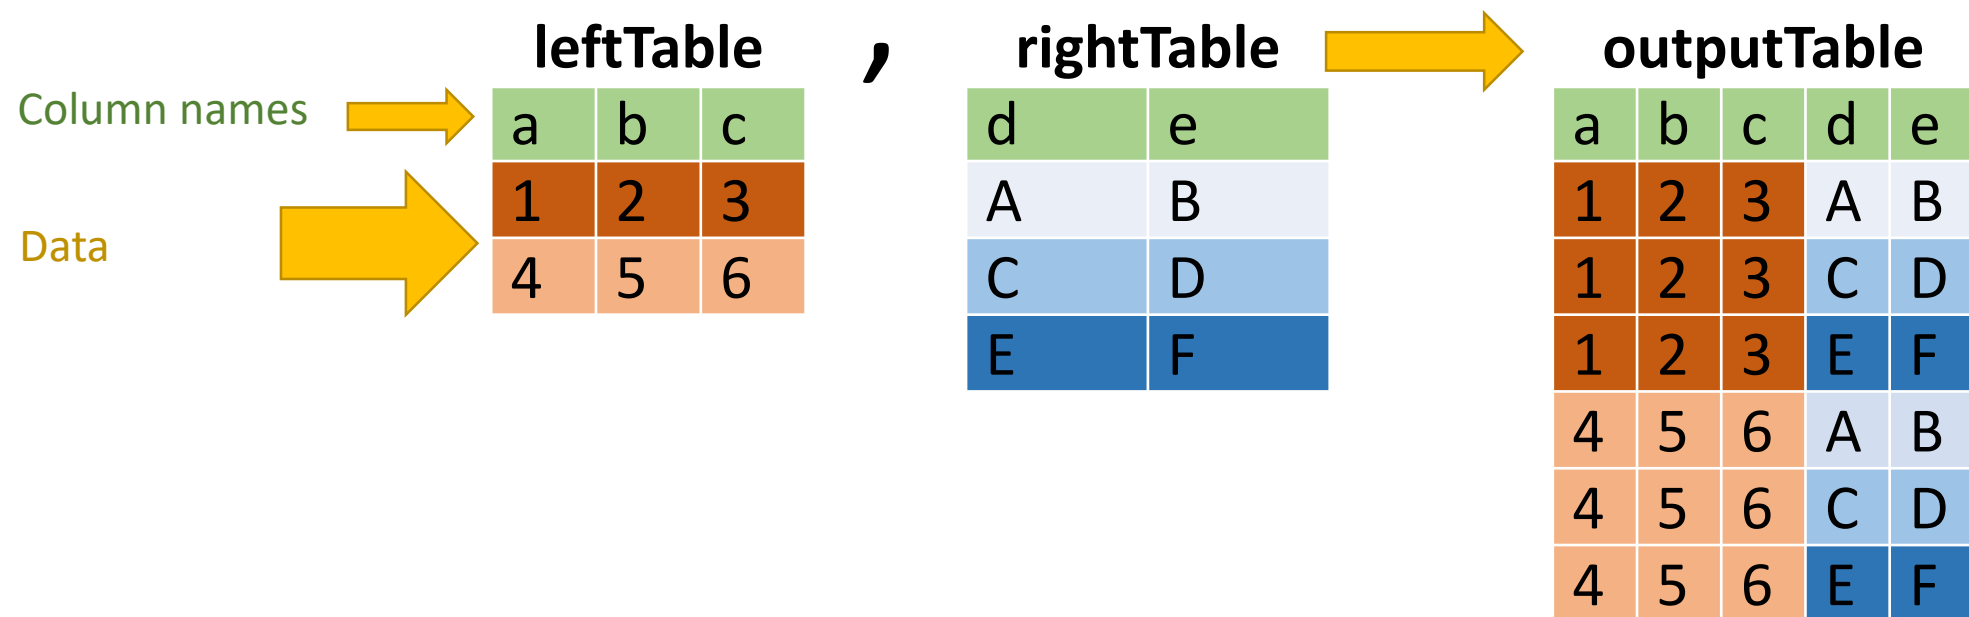 leftTable , rightTable outputTable
Column names a b c d e a b c d e
1 2 3 A B 1 2 3 A B
Data 4 5 6 C D 1 2 3 C D
E F 1 2 3 E F
4 5 6 A B
4 5 6 C D
4 5 6 E F